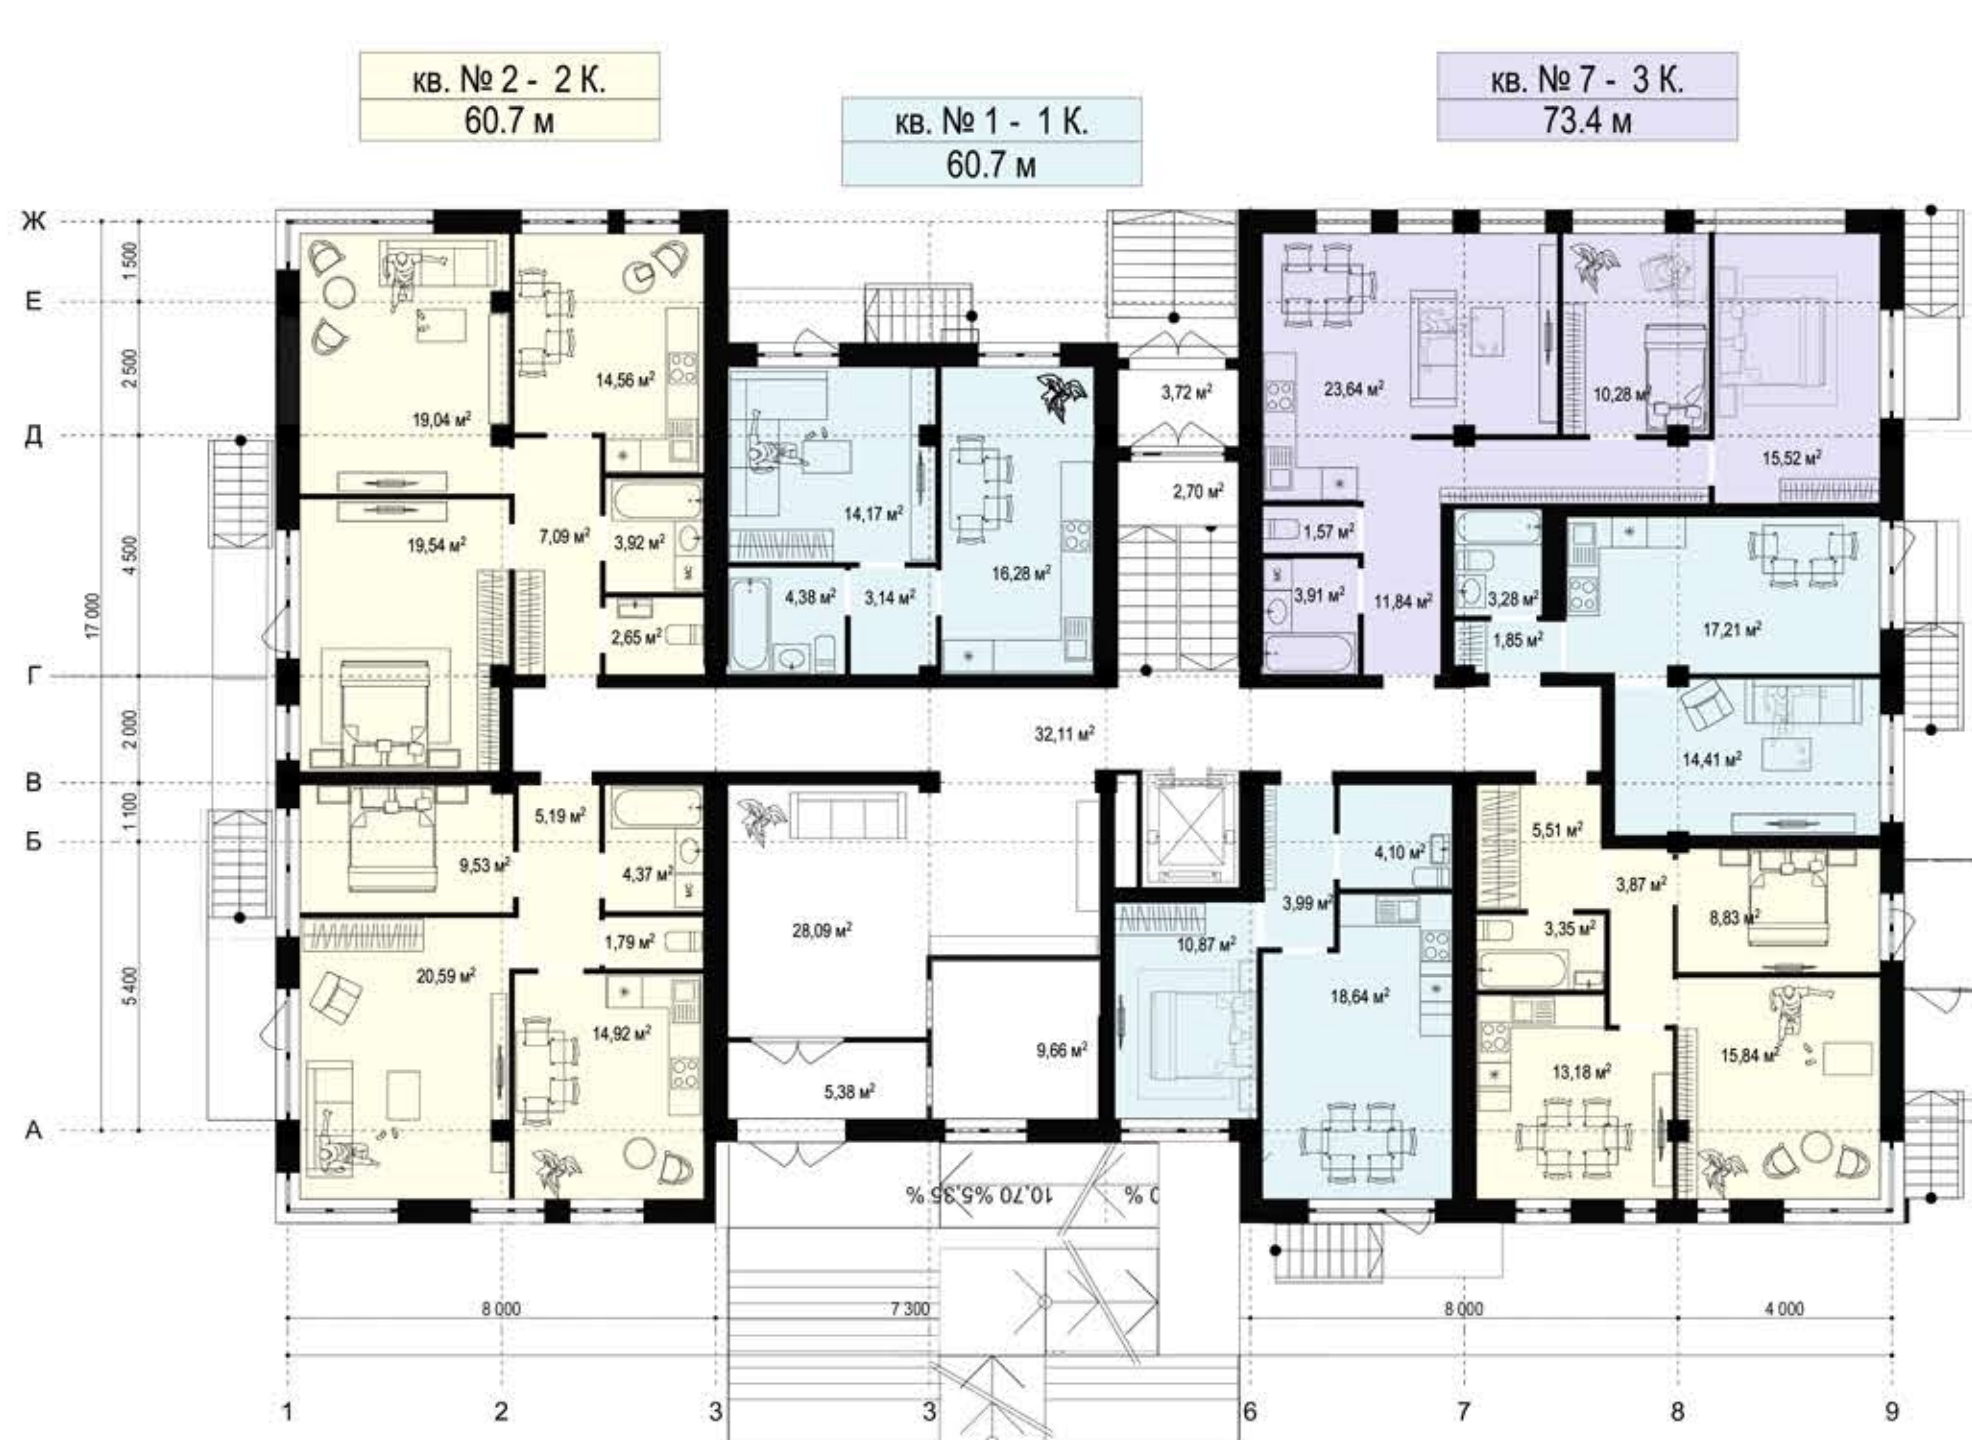 кв. № 2 - 2 К.
60.7 м
кв. № 1 - 1 К.
60.7 м
кв. № 7 - 3 К.
73.4 м
Ж
Е
Д
Г
В
Б
А
1 500
2 500
4 500
2 000
1 100
5 400
17 000
19,04 м²
14,56 м²
19,54 м²
7,09 м²
3,92 м²
МС
2,65 м²
14,17 м²
4,38 м²
3,14 м²
16,28 м²
3,72 м²
2,70 м²
23,64 м²
10,28 м²
15,52 м²
1,57 м²
МС
3,91 м²
11,84 м²
3,28 м²
1,85 м²
17,21 м²
14,41 м²
32,11 м²
9,53 м²
5,19 м²
4,37 м²
МС
1,79 м²
20,59 м²
14,92 м²
28,09 м²
5,38 м²
9,66 м²
10,87 м²
3,99 м²
4,10 м²
18,64 м²
5,51 м²
3,87 м²
3,35 м²
8,83 м²
13,18 м²
15,84 м²
10,70 %
5,35 %
0 %
8 000
7 300
8 000
4 000
1
2
3
3
6
7
8
9